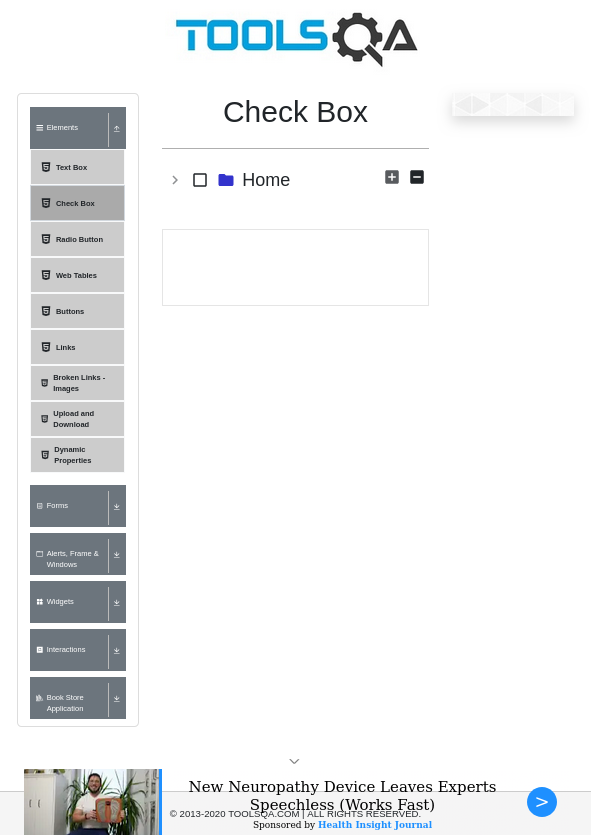 TOOLSQA
Check Box
Elements
Text Box
Check Box
Radio Button
Web Tables
Buttons
Links
Broken Links -
Images
Upload and
Download
Dynamic
Properties
Forms
Alerts, Frame &
Windows
Widgets
Interactions
Book Store
Application
Home
New Neuropathy Device Leaves Experts
Speechless (Works Fast)
© 2013-2020 TOOLSQA.COM | ALL RIGHTS RESERVED.
Sponsored by Health Insight Journal